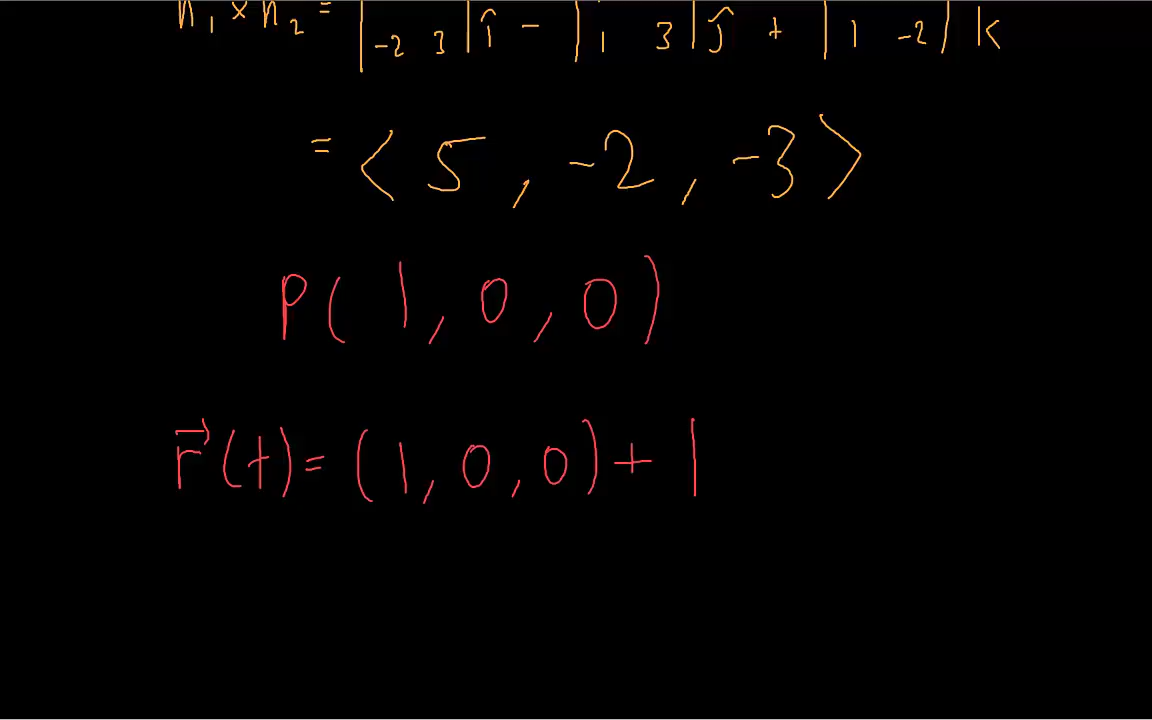 n₁ × n₂ = |-2 3| î - |1 3| ĵ + |1 -2| k
= < 5, -2, -3 >
P( 1, 0, 0 )
r⃗(t) = (1, 0, 0) + |